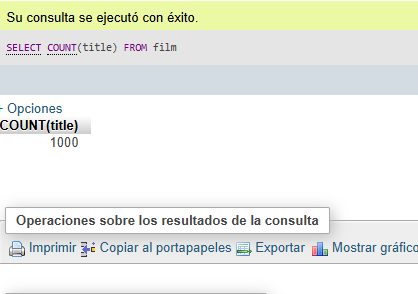 Su consulta se ejecutó con éxito.
SELECT COUNT(title) FROM film
+ Opciones
COUNT(title)
1000
Operaciones sobre los resultados de la consulta
Imprimir Copiar al portapapeles Exportar Mostrar gráfico